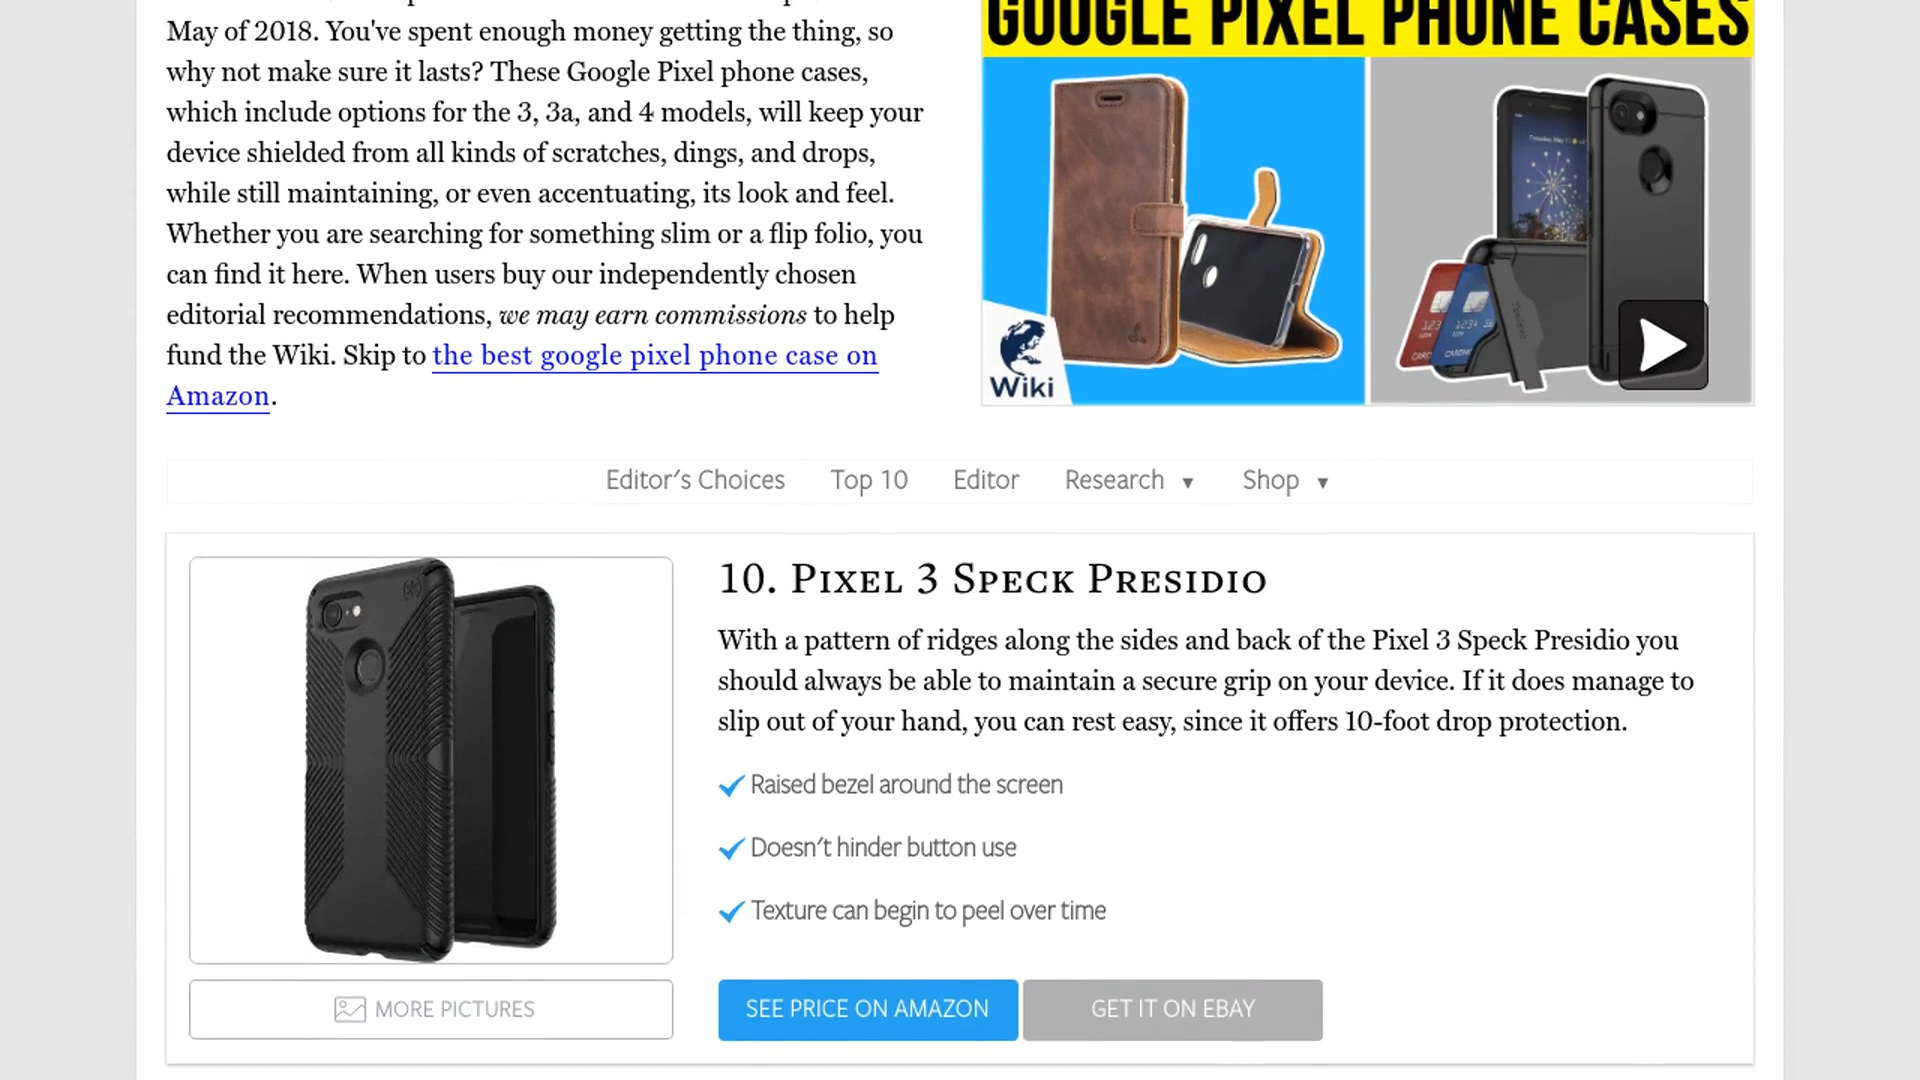 GOOGLE PIXEL PHONE CASES
May of 2018. You've spent enough money getting the thing, so
why not make sure it lasts? These Google Pixel phone cases,
which include options for the 3, 3a, and 4 models, will keep your
device shielded from all kinds of scratches, dings, and drops,
while still maintaining, or even accentuating, its look and feel.
Whether you are searching for something slim or a flip folio, you
can find it here. When users buy our independently chosen
editorial recommendations, we may earn commissions to help
fund the Wiki. Skip to the best google pixel phone case on
Amazon.
Wiki
Editor's Choices Top 10 Editor Research ▼ Shop ▼
10. Pixel 3 Speck Presidio
With a pattern of ridges along the sides and back of the Pixel 3 Speck Presidio you
should always be able to maintain a secure grip on your device. If it does manage to
slip out of your hand, you can rest easy, since it offers 10-foot drop protection.
Raised bezel around the screen
Doesn't hinder button use
Texture can begin to peel over time
MORE PICTURES
SEE PRICE ON AMAZON
GET IT ON EBAY